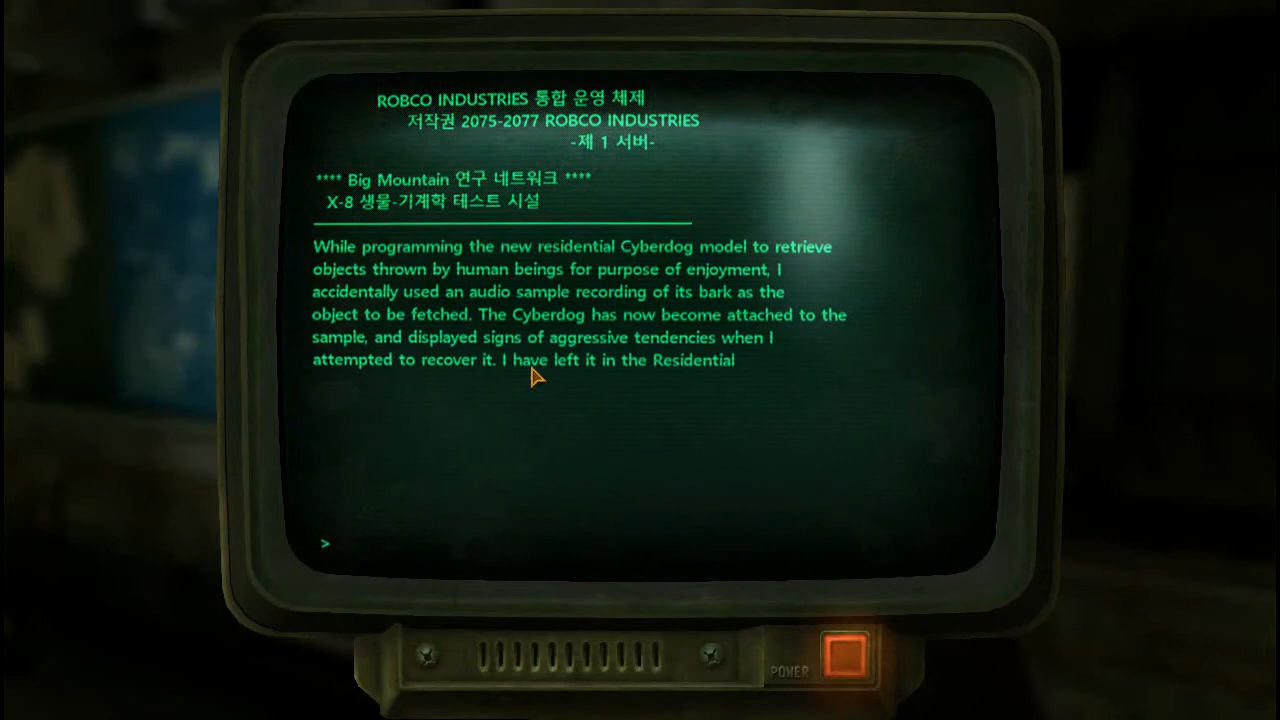 ROBCO INDUSTRIES 통합 운영 체제
저작권 2075-2077 ROBCO INDUSTRIES
-제 1 서버-
**** Big Mountain 연구 네트워크 ****
X-8 생물-기계학 테스트 시설
While programming the new residential Cyberdog model to retrieve
objects thrown by human beings for purpose of enjoyment, I
accidentally used an audio sample recording of its bark as the
object to be fetched. The Cyberdog has now become attached to the
sample, and displayed signs of aggressive tendencies when I
attempted to recover it. I have left it in the Residential
>
POWER